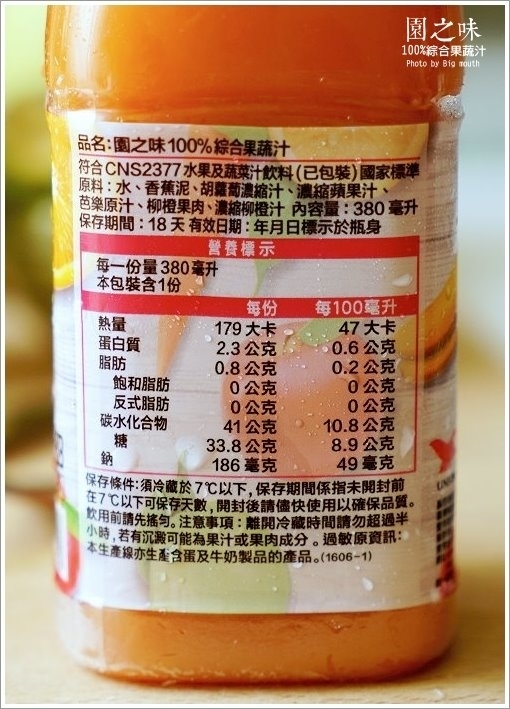 園之味
100%綜合果蔬汁
Photo by Big mouth
品名:園之味100%綜合果蔬汁
符合CNS2377水果及蔬菜汁飲料(已包裝)國家標準
原料:水、香蕉泥、胡蘿蔔濃縮汁、濃縮蘋果汁、
芭樂原汁、柳橙果肉、濃縮柳橙汁 內容量:380毫升
保存期間:18天 有效日期:年月日標示於瓶身
營養標示
每一份量380毫升
本包裝含1份
每份 每100毫升
熱量 179大卡 47大卡
蛋白質 2.3公克 0.6公克
脂肪 0.8公克 0.2公克
飽和脂肪 0公克 0公克
反式脂肪 0公克 0公克
碳水化合物 41公克 10.8公克
糖 33.8公克 8.9公克
鈉 186毫克 49毫克
保存條件:須冷藏於7℃以下,保存期間係指未開封前
在7℃以下可保存天數,開封後請儘快使用以確保品質。
飲用前請先搖勻。注意事項:離開冷藏時間請勿超過半
小時,若有沉澱可能為果汁或果肉成分。過敏原資訊:
本生產線亦生產含蛋及牛奶製品的產品。(1606-1)